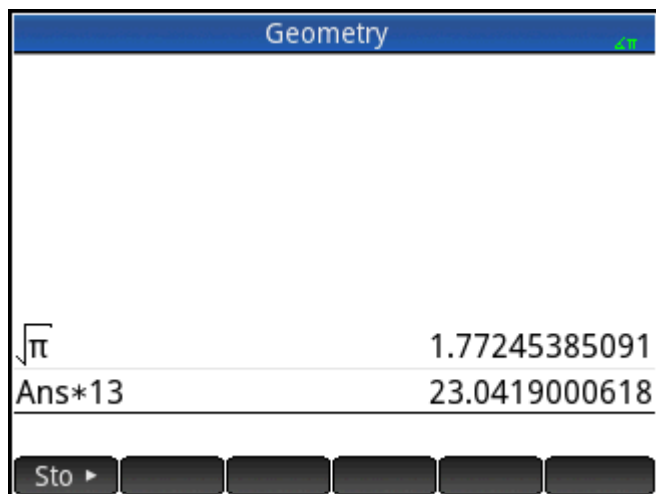 Geometry
∡π
√π 1.77245385091
Ans*13 23.0419000618
Sto ►